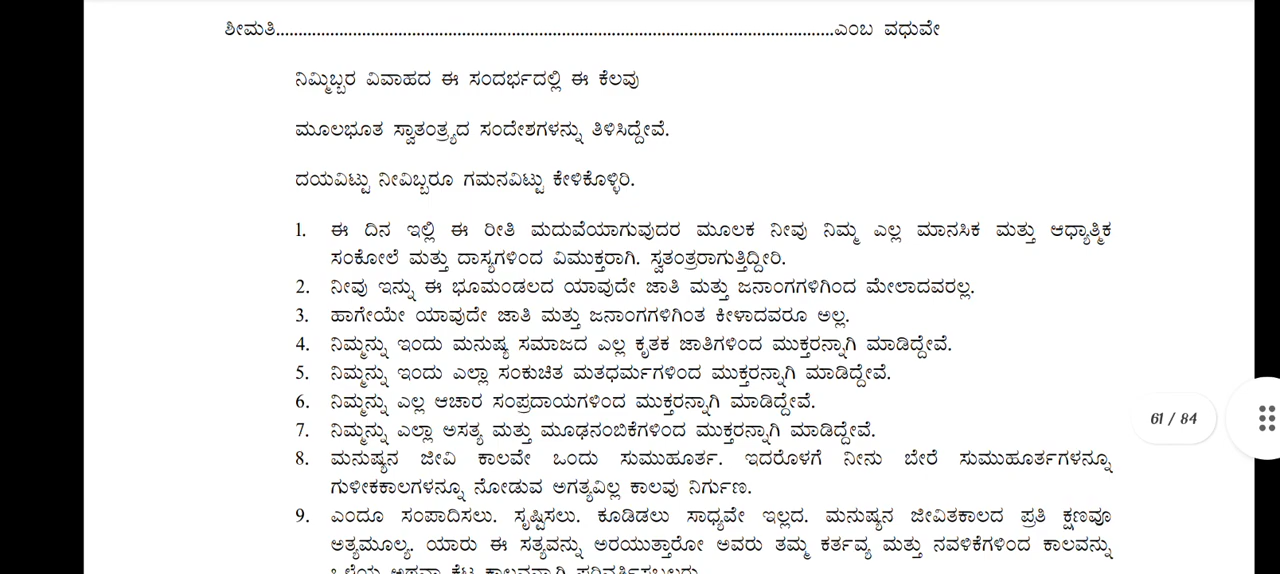 ಶ್ರೀಮತಿ............................................................................................................................ಎಂಬ ವಧುವೇ
ನಿಮ್ಮಿಬ್ಬರ ವಿವಾಹದ ಈ ಸಂದರ್ಭದಲ್ಲಿ ಈ ಕೆಲವು
ಮೂಲಭೂತ ಸ್ವಾತಂತ್ರ್ಯದ ಸಂದೇಶಗಳನ್ನು ತಿಳಿಸಿದ್ದೇವೆ.
ದಯವಿಟ್ಟು ನೀವಿಬ್ಬರೂ ಗಮನವಿಟ್ಟು ಕೇಳಿಕೊಳ್ಳಿರಿ.
1. ಈ ದಿನ ಇಲ್ಲಿ ಈ ರೀತಿ ಮದುವೆಯಾಗುವುದರ ಮೂಲಕ ನೀವು ನಿಮ್ಮ ಎಲ್ಲ ಮಾನಸಿಕ ಮತ್ತು ಆಧ್ಯಾತ್ಮಿಕ
ಸಂಕೋಲೆ ಮತ್ತು ದಾಸ್ಯಗಳಿಂದ ವಿಮುಕ್ತರಾಗಿ. ಸ್ವತಂತ್ರರಾಗುತ್ತಿದ್ದೀರಿ.
2. ನೀವು ಇನ್ನು ಈ ಭೂಮಂಡಲದ ಯಾವುದೇ ಜಾತಿ ಮತ್ತು ಜನಾಂಗಗಳಿಗಿಂದ ಮೇಲಾದವರಲ್ಲ.
3. ಹಾಗೇಯೇ ಯಾವುದೇ ಜಾತಿ ಮತ್ತು ಜನಾಂಗಗಳಿಗಿಂತ ಕೀಳಾದವರೂ ಅಲ್ಲ.
4. ನಿಮ್ಮನ್ನು ಇಂದು ಮನುಷ್ಯ ಸಮಾಜದ ಎಲ್ಲ ಕೃತಕ ಜಾತಿಗಳಿಂದ ಮುಕ್ತರನ್ನಾಗಿ ಮಾಡಿದ್ದೇವೆ.
5. ನಿಮ್ಮನ್ನು ಇಂದು ಎಲ್ಲಾ ಸಂಕುಚಿತ ಮತಧರ್ಮಗಳಿಂದ ಮುಕ್ತರನ್ನಾಗಿ ಮಾಡಿದ್ದೇವೆ.
6. ನಿಮ್ಮನ್ನು ಎಲ್ಲ ಆಚಾರ ಸಂಪ್ರದಾಯಗಳಿಂದ ಮುಕ್ತರನ್ನಾಗಿ ಮಾಡಿದ್ದೇವೆ.
7. ನಿಮ್ಮನ್ನು ಎಲ್ಲಾ ಅಸತ್ಯ ಮತ್ತು ಮೂಢನಂಬಿಕೆಗಳಿಂದ ಮುಕ್ತರನ್ನಾಗಿ ಮಾಡಿದ್ದೇವೆ.
8. ಮನುಷ್ಯನ ಜೀವಿ ಕಾಲವೇ ಒಂದು ಸುಮುಹೂರ್ತ. ಇದರೊಳಗೆ ನೀನು ಬೇರೆ ಸುಮುಹೂರ್ತಗಳನ್ನೂ
ಗುಳೀಕಕಾಲಗಳನ್ನೂ ನೋಡುವ ಅಗತ್ಯವಿಲ್ಲ ಕಾಲವು ನಿರ್ಗುಣ.
9. ಎಂದೂ ಸಂಪಾದಿಸಲು. ಸೃಷ್ಟಿಸಲು. ಕೂಡಿಡಲು ಸಾಧ್ಯವೇ ಇಲ್ಲದ. ಮನುಷ್ಯನ ಜೀವಿತಕಾಲದ ಪ್ರತಿ ಕ್ಷಣವೂ
ಅತ್ಯಮೂಲ್ಯ. ಯಾರು ಈ ಸತ್ಯವನ್ನು ಅರಯುತ್ತಾರೋ ಅವರು ತಮ್ಮ ಕರ್ತವ್ಯ ಮತ್ತು ನವಳಿಕೆಗಳಿಂದ ಕಾಲವನ್ನು
61 / 84